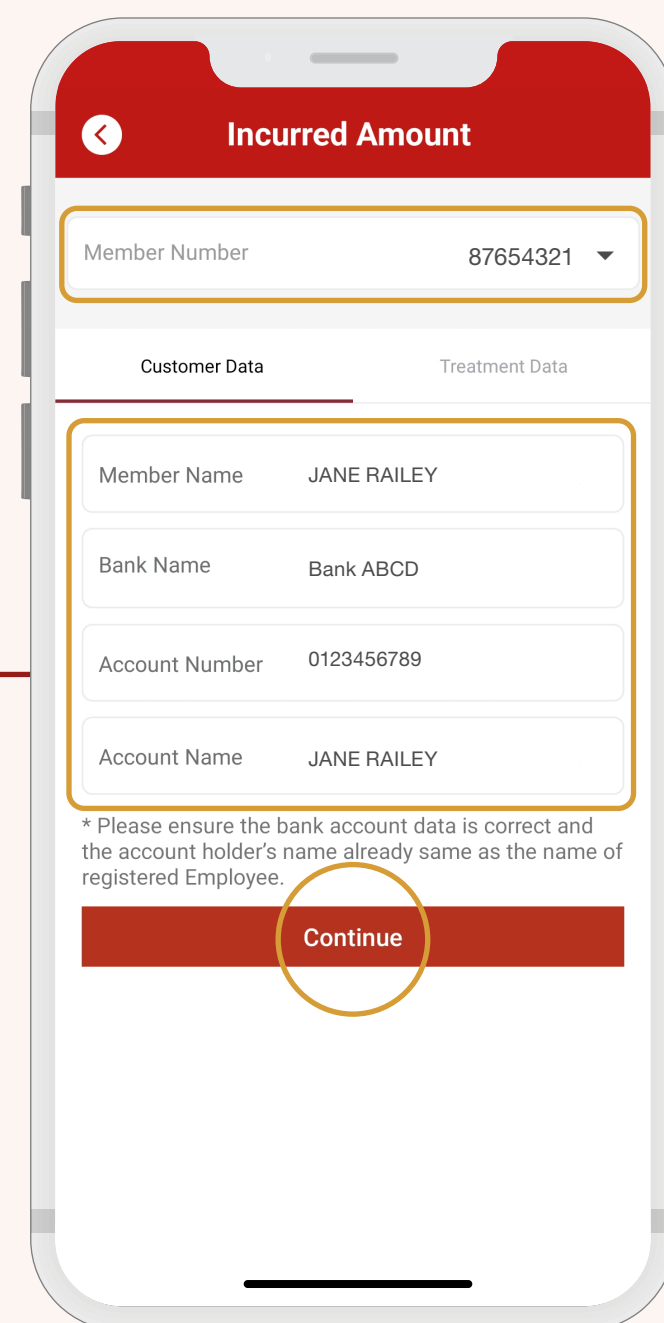 Incurred Amount
Member Number 87654321
Customer Data Treatment Data
Member Name JANE RAILEY
Bank Name Bank ABCD
Account Number 0123456789
Account Name JANE RAILEY
* Please ensure the bank account data is correct and
the account holder's name already same as the name of
registered Employee.
Continue